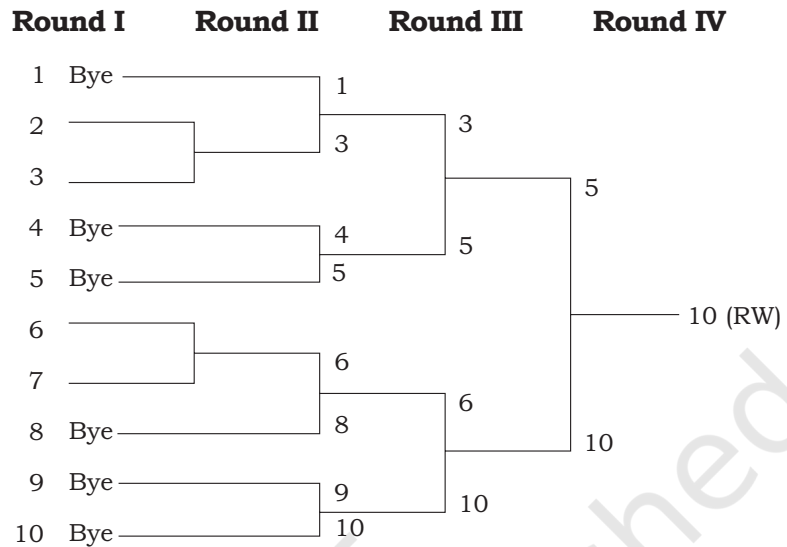 Round I Round II Round III Round IV
1 Bye 1
2 3
3 3
5
4 Bye 4 5
5 Bye 5
10 (RW)
6 6
7 6
8 Bye 8 10
9 Bye 9 10
10 Bye 10
shed